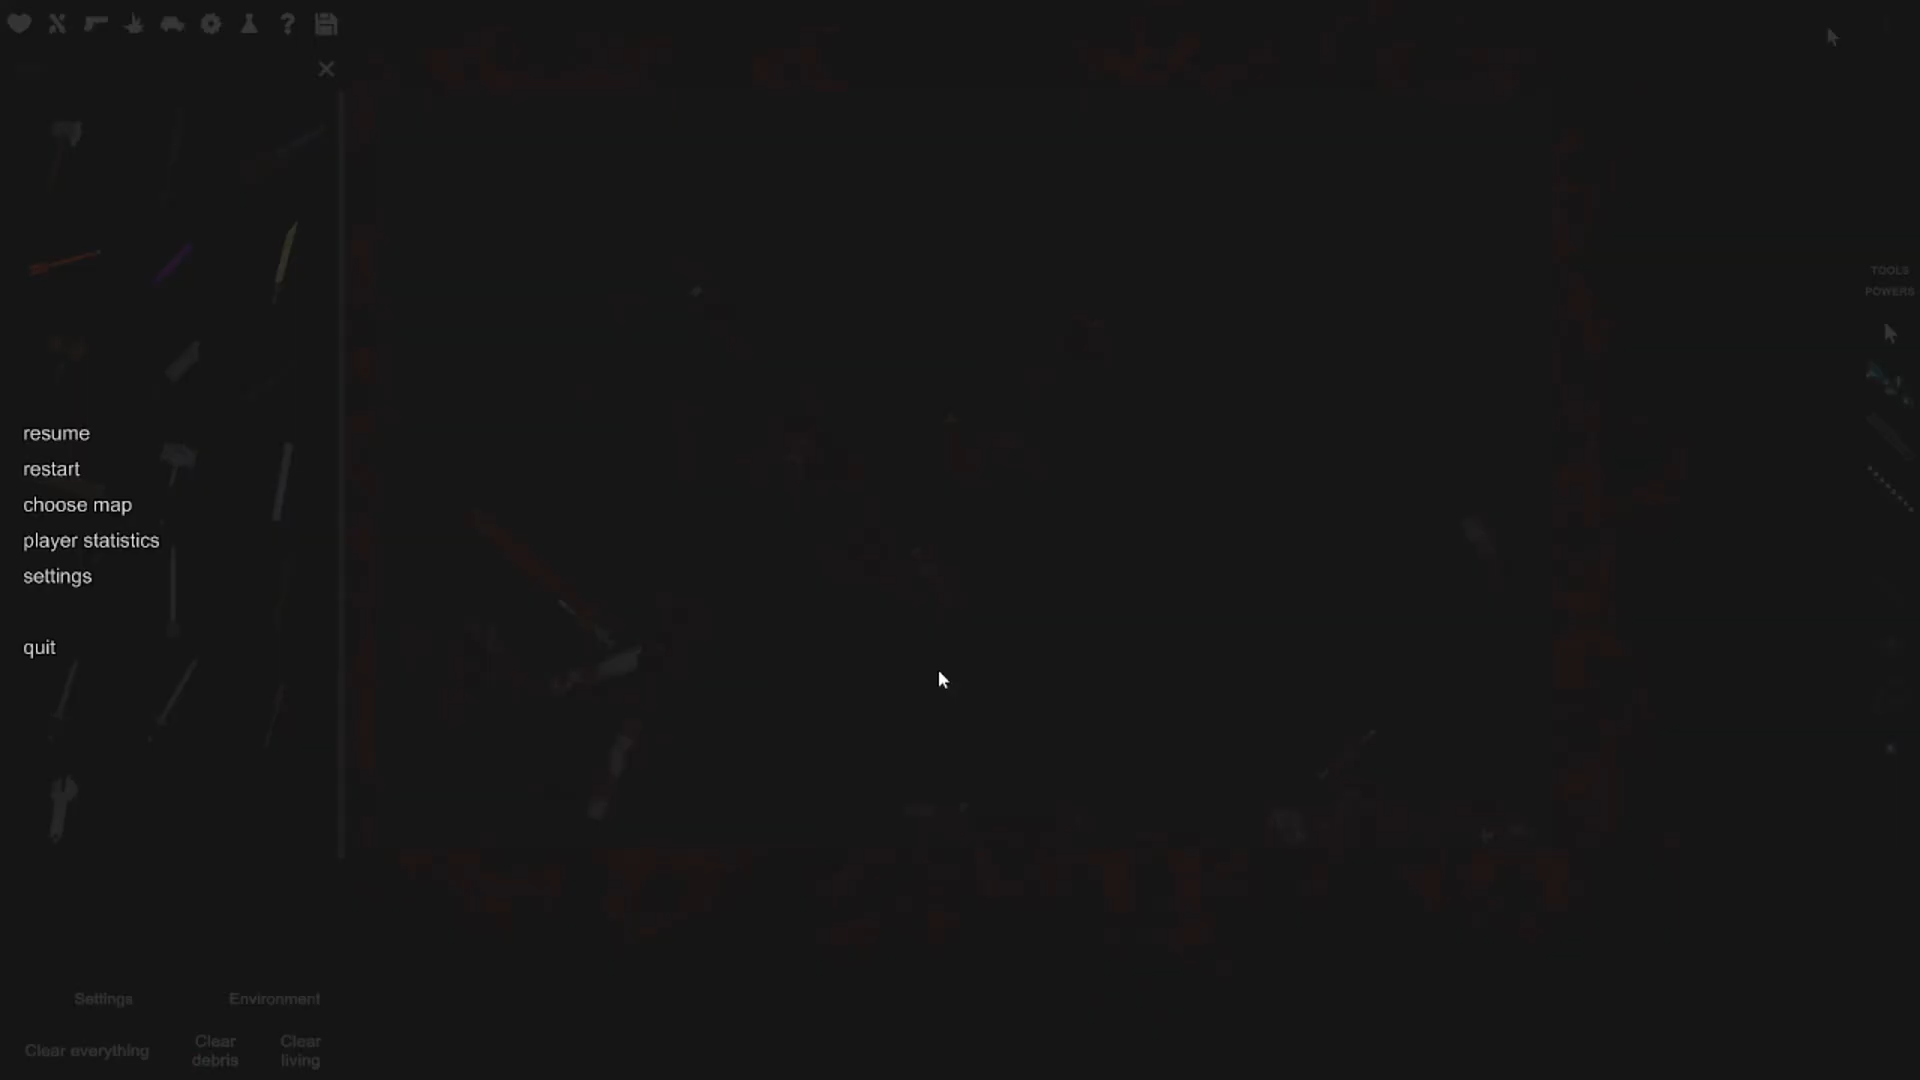 TOOLS
POWERS
resume
restart
choose map
player statistics
settings
quit
Settings Environment
Clear everything Clear debris Clear living